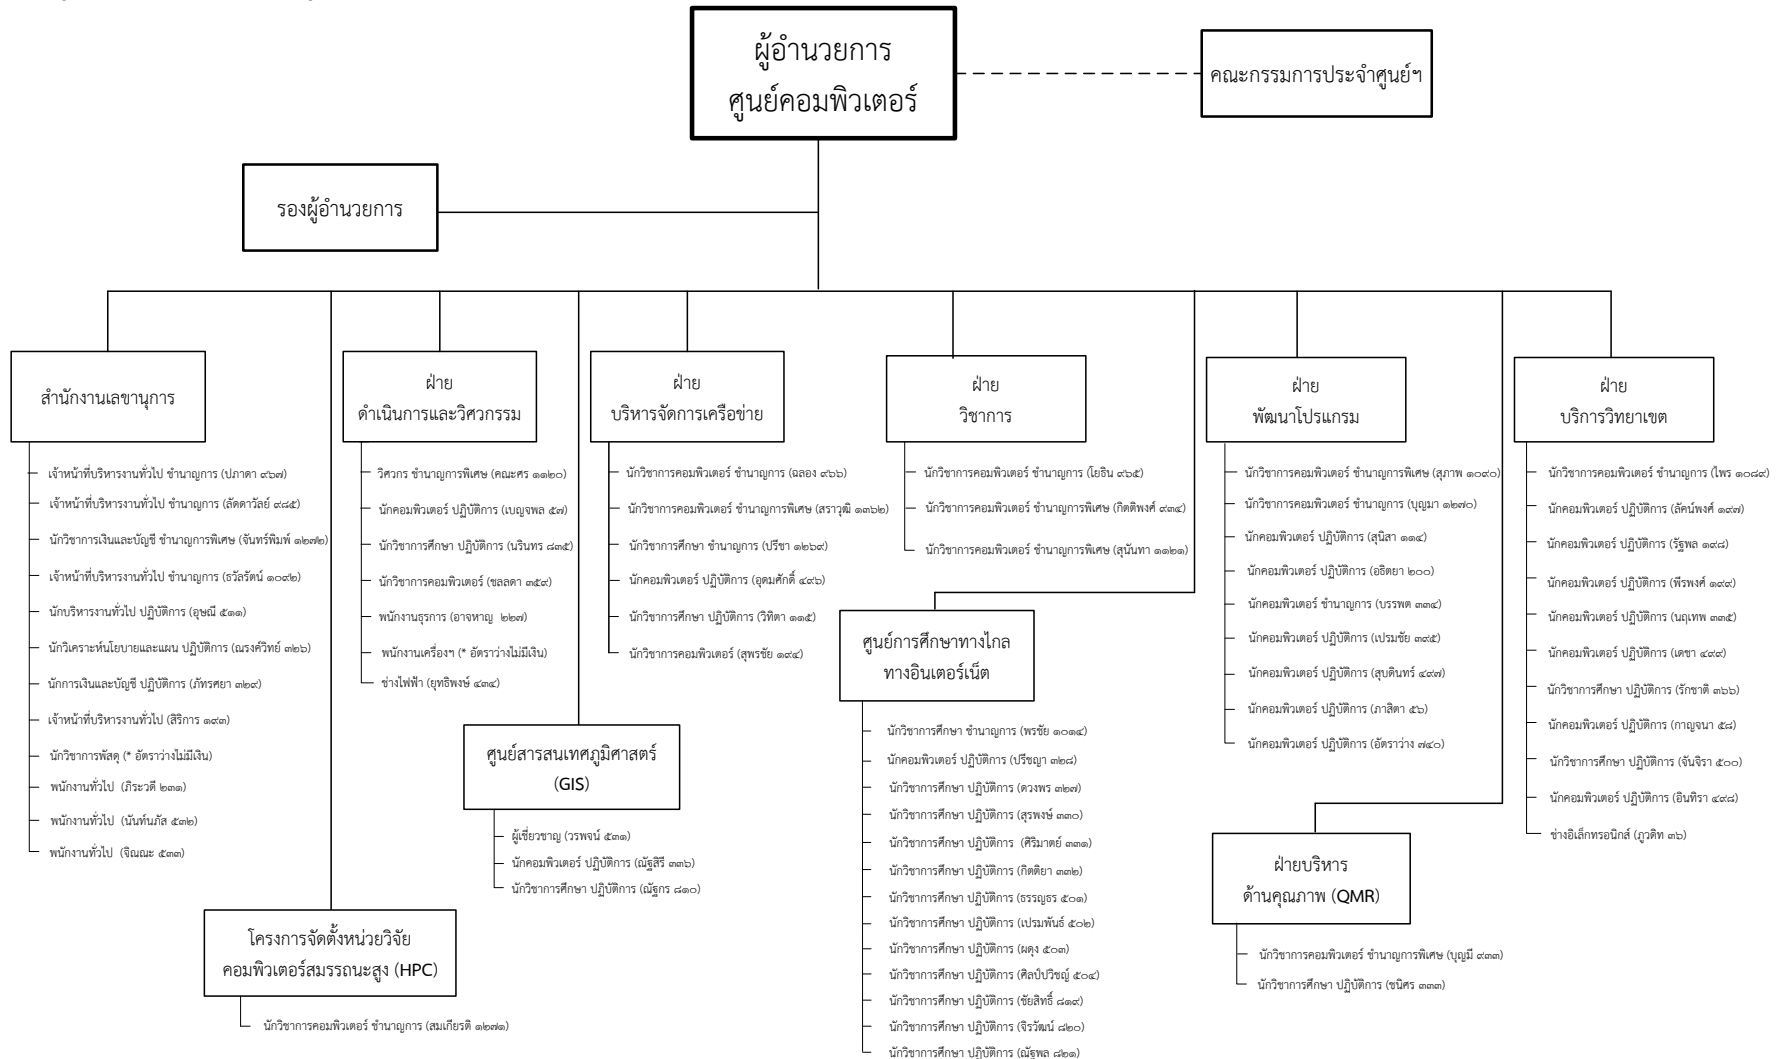 ผู้อำนวยการ
ศูนย์คอมพิวเตอร์
คณะกรรมการประจำศูนย์ฯ
รองผู้อำนวยการ
สำนักงานเลขานุการ
เจ้าหน้าที่บริหารงานทั่วไป ชำนาญการ (ปภาดา ๙๖๗)
เจ้าหน้าที่บริหารงานทั่วไป ชำนาญการ (ลัดดาวัลย์ ๙๘๕)
นักวิชาการเงินและบัญชี ชำนาญการพิเศษ (จันทร์พิมพ์ ๑๒๗๒)
เจ้าหน้าที่บริหารงานทั่วไป ชำนาญการ (ธวัลรัตน์ ๑๐๙๒)
นักบริหารงานทั่วไป ปฏิบัติการ (อุษณี ๕๑๑)
นักวิเคราะห์นโยบายและแผน ปฏิบัติการ (ณรงค์วิทย์ ๓๒๖)
นักการเงินและบัญชี ปฏิบัติการ (ภัทรศยา ๓๒๙)
เจ้าหน้าที่บริหารงานทั่วไป (สิริการ ๑๙๓)
นักวิชาการพัสดุ (* อัตราว่างไม่มีเงิน)
พนักงานทั่วไป (ภิระวดี ๒๓๑)
พนักงานทั่วไป (นันท์นภัส ๕๓๒)
พนักงานทั่วไป (จิณณะ ๕๓๓)
โครงการจัดตั้งหน่วยวิจัย
คอมพิวเตอร์สมรรถนะสูง (HPC)
นักวิชาการคอมพิวเตอร์ ชำนาญการ (สมเกียรติ ๑๒๗๑)
ฝ่าย
ดำเนินการและวิศวกรรม
วิศวกร ชำนาญการพิเศษ (คณะศร ๑๑๒๐)
นักคอมพิวเตอร์ ปฏิบัติการ (เบญจพล ๕๗)
นักวิชาการศึกษา ปฏิบัติการ (นรินทร ๘๓๕)
นักวิชาการคอมพิวเตอร์ (ชลลดา ๓๕๙)
พนักงานธุรการ (อาจหาญ ๒๒๗)
พนักงานเครื่องฯ (* อัตราว่างไม่มีเงิน)
ช่างไฟฟ้า (ยุทธิพงษ์ ๔๓๔)
ศูนย์สารสนเทศภูมิศาสตร์
(GIS)
ผู้เชี่ยวชาญ (วรพจน์ ๕๓๑)
นักคอมพิวเตอร์ ปฏิบัติการ (ณัฐสิรี ๓๓๖)
นักวิชาการศึกษา ปฏิบัติการ (ณัฐกร ๘๑๐)
ฝ่าย
บริหารจัดการเครือข่าย
นักวิชาการคอมพิวเตอร์ ชำนาญการ (ฉลอง ๙๖๖)
นักวิชาการคอมพิวเตอร์ ชำนาญการพิเศษ (สราวุฒิ ๑๓๖๒)
นักวิชาการศึกษา ชำนาญการ (ปรีชา ๑๒๖๙)
นักคอมพิวเตอร์ ปฏิบัติการ (อุดมศักดิ์ ๔๙๖)
นักวิชาการศึกษา ปฏิบัติการ (วิทิตา ๑๑๕)
นักวิชาการคอมพิวเตอร์ (สุพรชัย ๑๙๔)
ฝ่าย
วิชาการ
นักวิชาการคอมพิวเตอร์ ชำนาญการ (โยธิน ๙๖๕)
นักวิชาการคอมพิวเตอร์ ชำนาญการพิเศษ (กิตติพงศ์ ๙๓๔)
นักวิชาการคอมพิวเตอร์ ชำนาญการพิเศษ (สุนันทา ๑๑๒๑)
ศูนย์การศึกษาทางไกล
ทางอินเตอร์เน็ต
นักวิชาการศึกษา ชำนาญการ (พรชัย ๑๐๑๔)
นักคอมพิวเตอร์ ปฏิบัติการ (ปรีชญา ๓๒๘)
นักวิชาการศึกษา ปฏิบัติการ (ดวงพร ๓๒๗)
นักวิชาการศึกษา ปฏิบัติการ (สุรพงษ์ ๓๓๐)
นักวิชาการศึกษา ปฏิบัติการ (ศิริมาตย์ ๓๓๑)
นักวิชาการศึกษา ปฏิบัติการ (กิตติยา ๓๓๒)
นักวิชาการศึกษา ปฏิบัติการ (ธรรญธร ๕๐๑)
นักวิชาการศึกษา ปฏิบัติการ (เปรมพันธ์ ๕๐๒)
นักวิชาการศึกษา ปฏิบัติการ (ผดุง ๕๐๓)
นักวิชาการศึกษา ปฏิบัติการ (ศิลป์ปวิชญ์ ๕๐๔)
นักวิชาการศึกษา ปฏิบัติการ (ชัยสิทธิ์ ๘๑๙)
นักวิชาการศึกษา ปฏิบัติการ (จิรวัฒน์ ๘๒๐)
นักวิชาการศึกษา ปฏิบัติการ (ณัฐพล ๘๒๑)
ฝ่าย
พัฒนาโปรแกรม
นักวิชาการคอมพิวเตอร์ ชำนาญการพิเศษ (สุภาพ ๑๐๙๐)
นักวิชาการคอมพิวเตอร์ ชำนาญการ (บุญมา ๑๒๗๐)
นักคอมพิวเตอร์ ปฏิบัติการ (สุนิสา ๑๑๔)
นักคอมพิวเตอร์ ปฏิบัติการ (อธิตยา ๒๐๐)
นักคอมพิวเตอร์ ชำนาญการ (บรรพต ๓๓๔)
นักคอมพิวเตอร์ ปฏิบัติการ (เปรมชัย ๓๙๕)
นักคอมพิวเตอร์ ปฏิบัติการ (สุบดินทร์ ๔๙๗)
นักคอมพิวเตอร์ ปฏิบัติการ (ภาสิตา ๕๖)
นักคอมพิวเตอร์ ปฏิบัติการ (อัตราว่าง ๗๔๐)
ฝ่ายบริหาร
ด้านคุณภาพ (QMR)
นักวิชาการคอมพิวเตอร์ ชำนาญการพิเศษ (บุญมี ๙๓๓)
นักวิชาการศึกษา ปฏิบัติการ (ชนิศร ๓๓๓)
ฝ่าย
บริการวิทยาเขต
นักวิชาการคอมพิวเตอร์ ชำนาญการ (ไพร ๑๐๘๙)
นักคอมพิวเตอร์ ปฏิบัติการ (ลัคน์พงศ์ ๑๙๗)
นักคอมพิวเตอร์ ปฏิบัติการ (รัฐพล ๑๙๘)
นักคอมพิวเตอร์ ปฏิบัติการ (พีรพงศ์ ๑๙๙)
นักคอมพิวเตอร์ ปฏิบัติการ (นฤเทพ ๓๓๕)
นักคอมพิวเตอร์ ปฏิบัติการ (เดชา ๔๙๙)
นักวิชาการศึกษา ปฏิบัติการ (รักชาติ ๓๖๖)
นักคอมพิวเตอร์ ปฏิบัติการ (กาญจนา ๕๘)
นักวิชาการศึกษา ปฏิบัติการ (จันจิรา ๕๐๐)
นักคอมพิวเตอร์ ปฏิบัติการ (อินทิรา ๔๙๘)
ช่างอิเล็กทรอนิกส์ (ภูวดิท ๓๖)